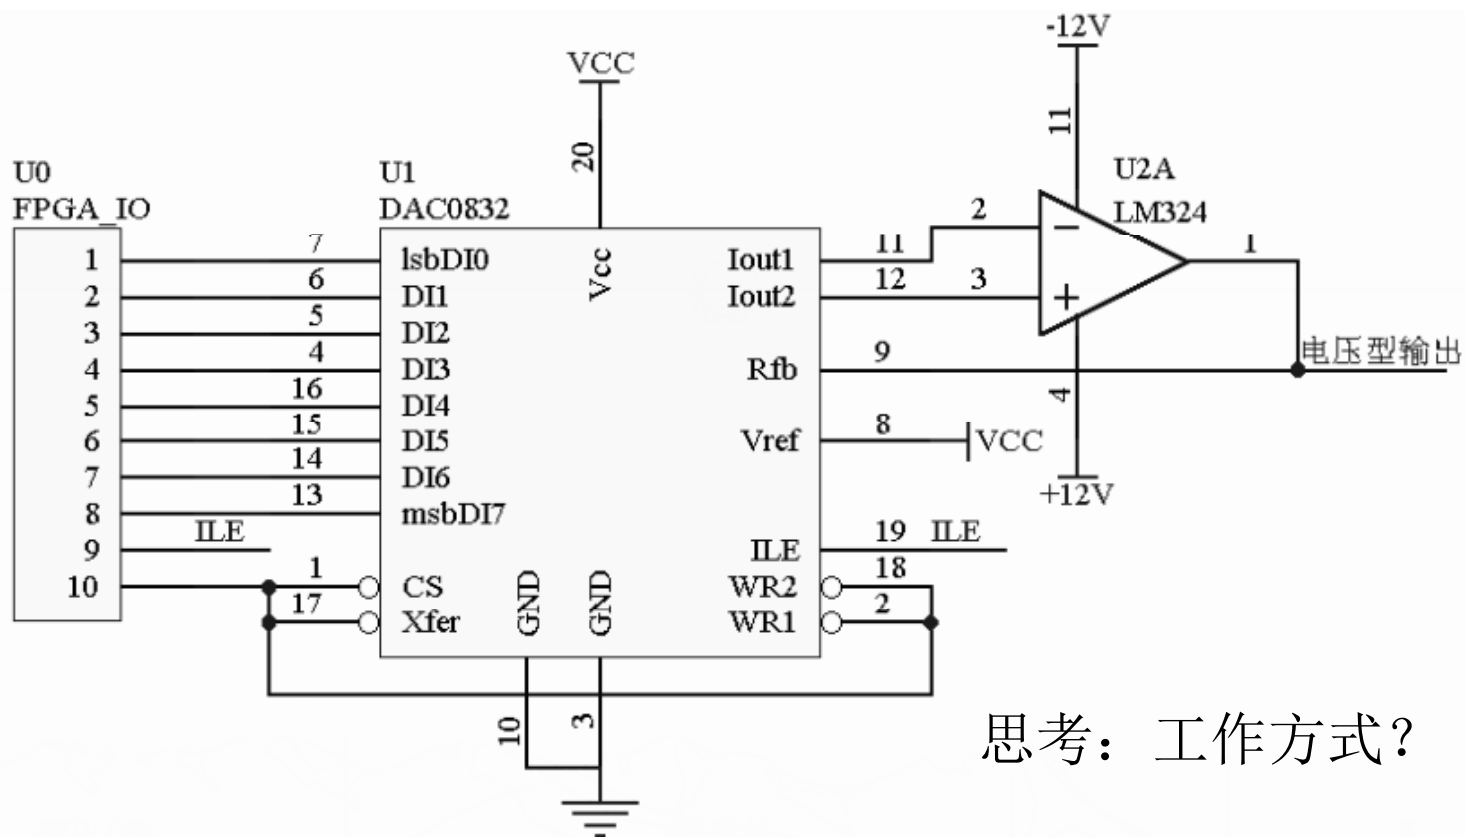 -12V
VCC
11
20
U0
FPGA_IO
U1
DAC0832
U2A
LM324
1 7 lsbDI0 Vcc Iout1 11 2 − 1
2 6 DI1 Iout2 12 3 +
3 5 DI2
4 4 DI3 Rfb 9 电压型输出
5 16 DI4 4
6 15 DI5 Vref 8 VCC
7 14 DI6
8 13 msbDI7 +12V
9 ILE ILE 19 ILE
10 1 CS GND GND WR2 18
17 Xfer WR1 2
10 3
思考：工作方式？